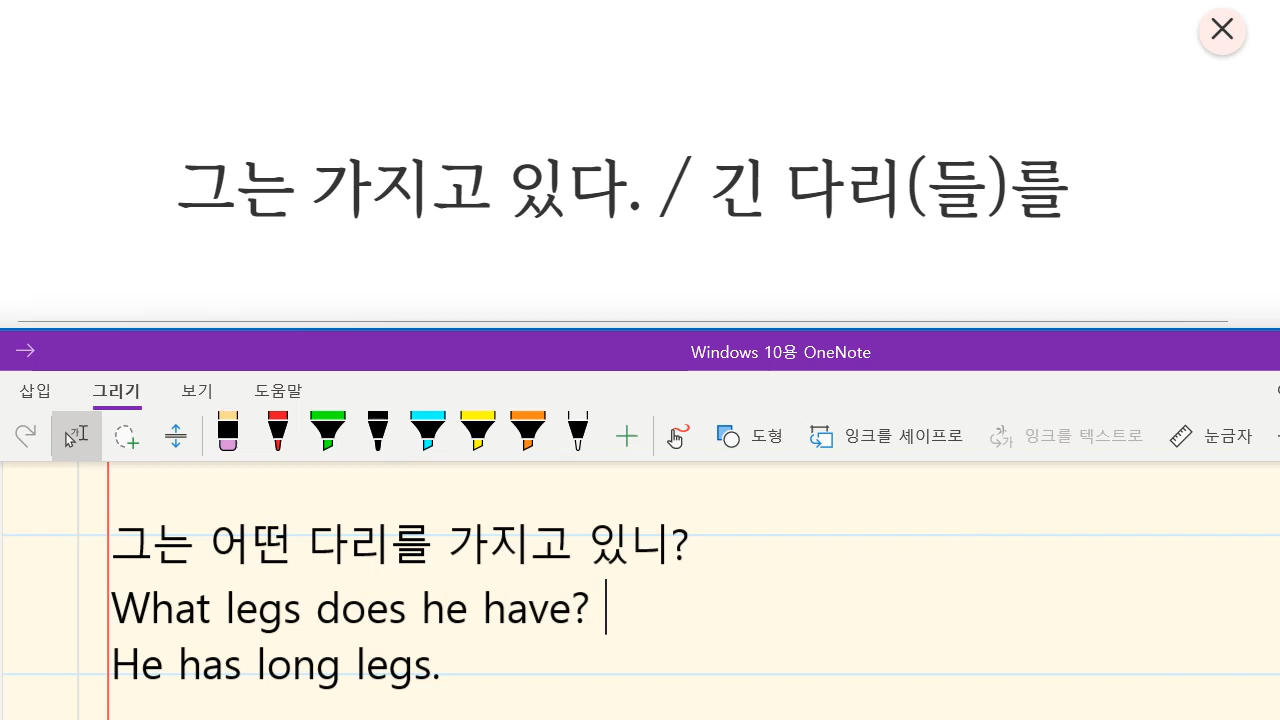 그는 가지고 있다. / 긴 다리(들)를
Windows 10용 OneNote
삽입 그리기 보기 도움말
가 도형 잉크를 셰이프로 잉크를 텍스트로 눈금자
그는 어떤 다리를 가지고 있니?
What legs does he have?
He has long legs.